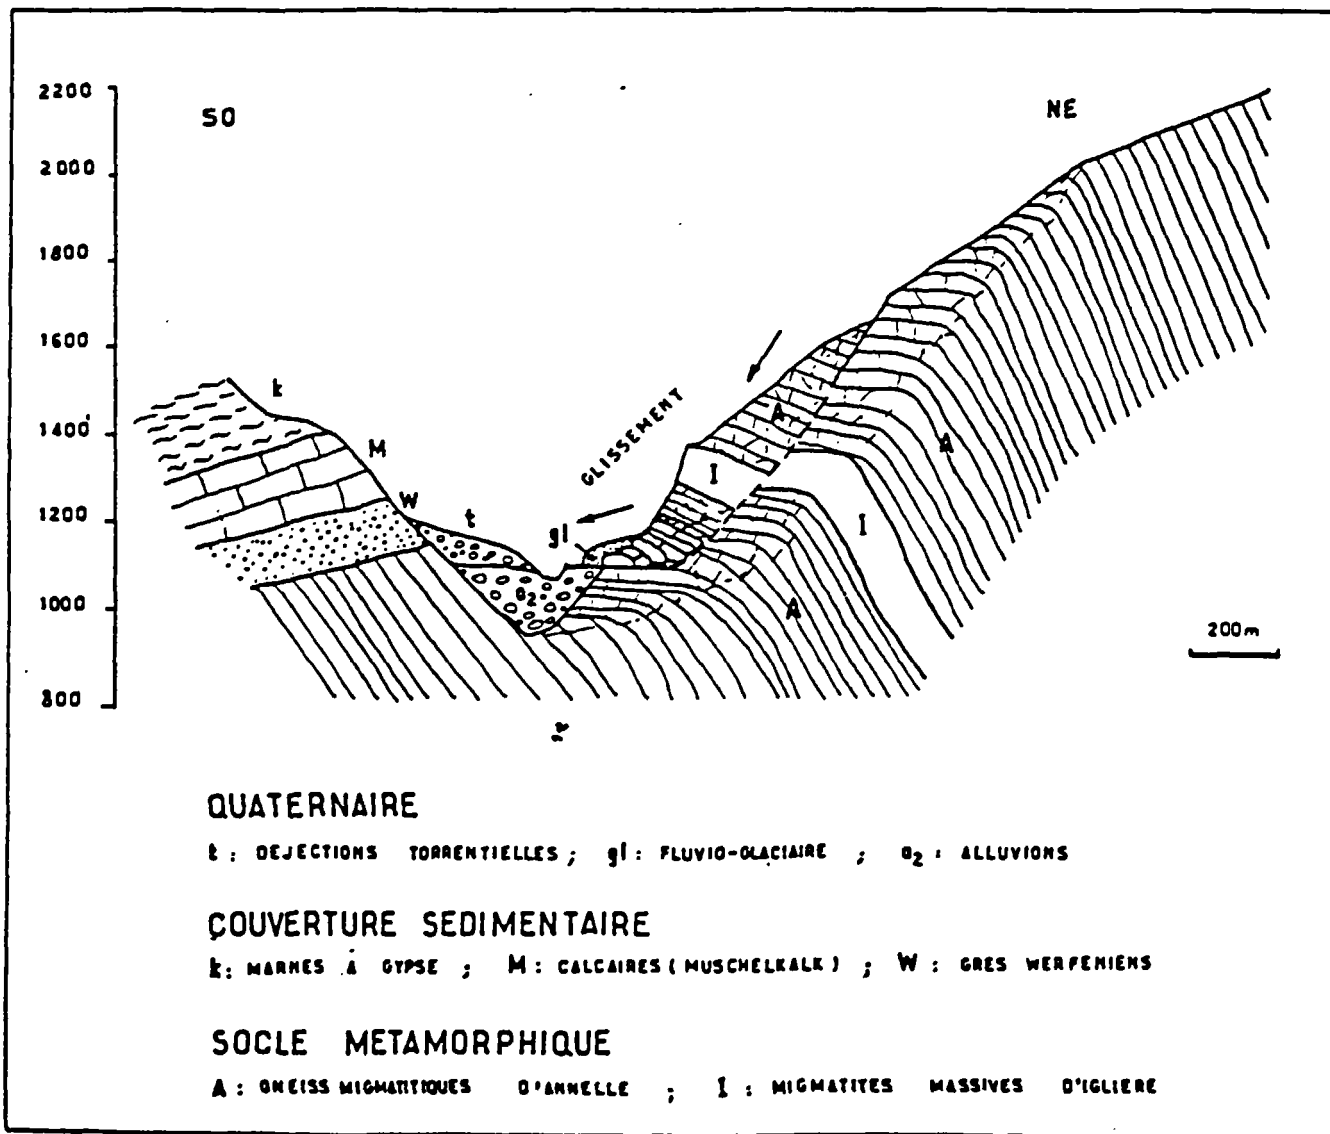 2200
SO
NE
2000
1800
1600
k
1400
M
A
A
GLISSEMENT
I
W
1200
t
gl
I
a2
1000
A
200m
800
QUATERNAIRE
t : DEJECTIONS TORRENTIELLES ; gl : FLUVIO-GLACIAIRE ; a2 : ALLUVIONS
COUVERTURE SEDIMENTAIRE
k : MARNES A GYPSE ; M : CALCAIRES ( MUSCHELKALK ) ; W : GRES WERFENIENS
SOCLE METAMORPHIQUE
A : GNEISS MIGMATITIQUES D'ANNELLE ; I : MIGMATITES MASSIVES D'IGLIERE